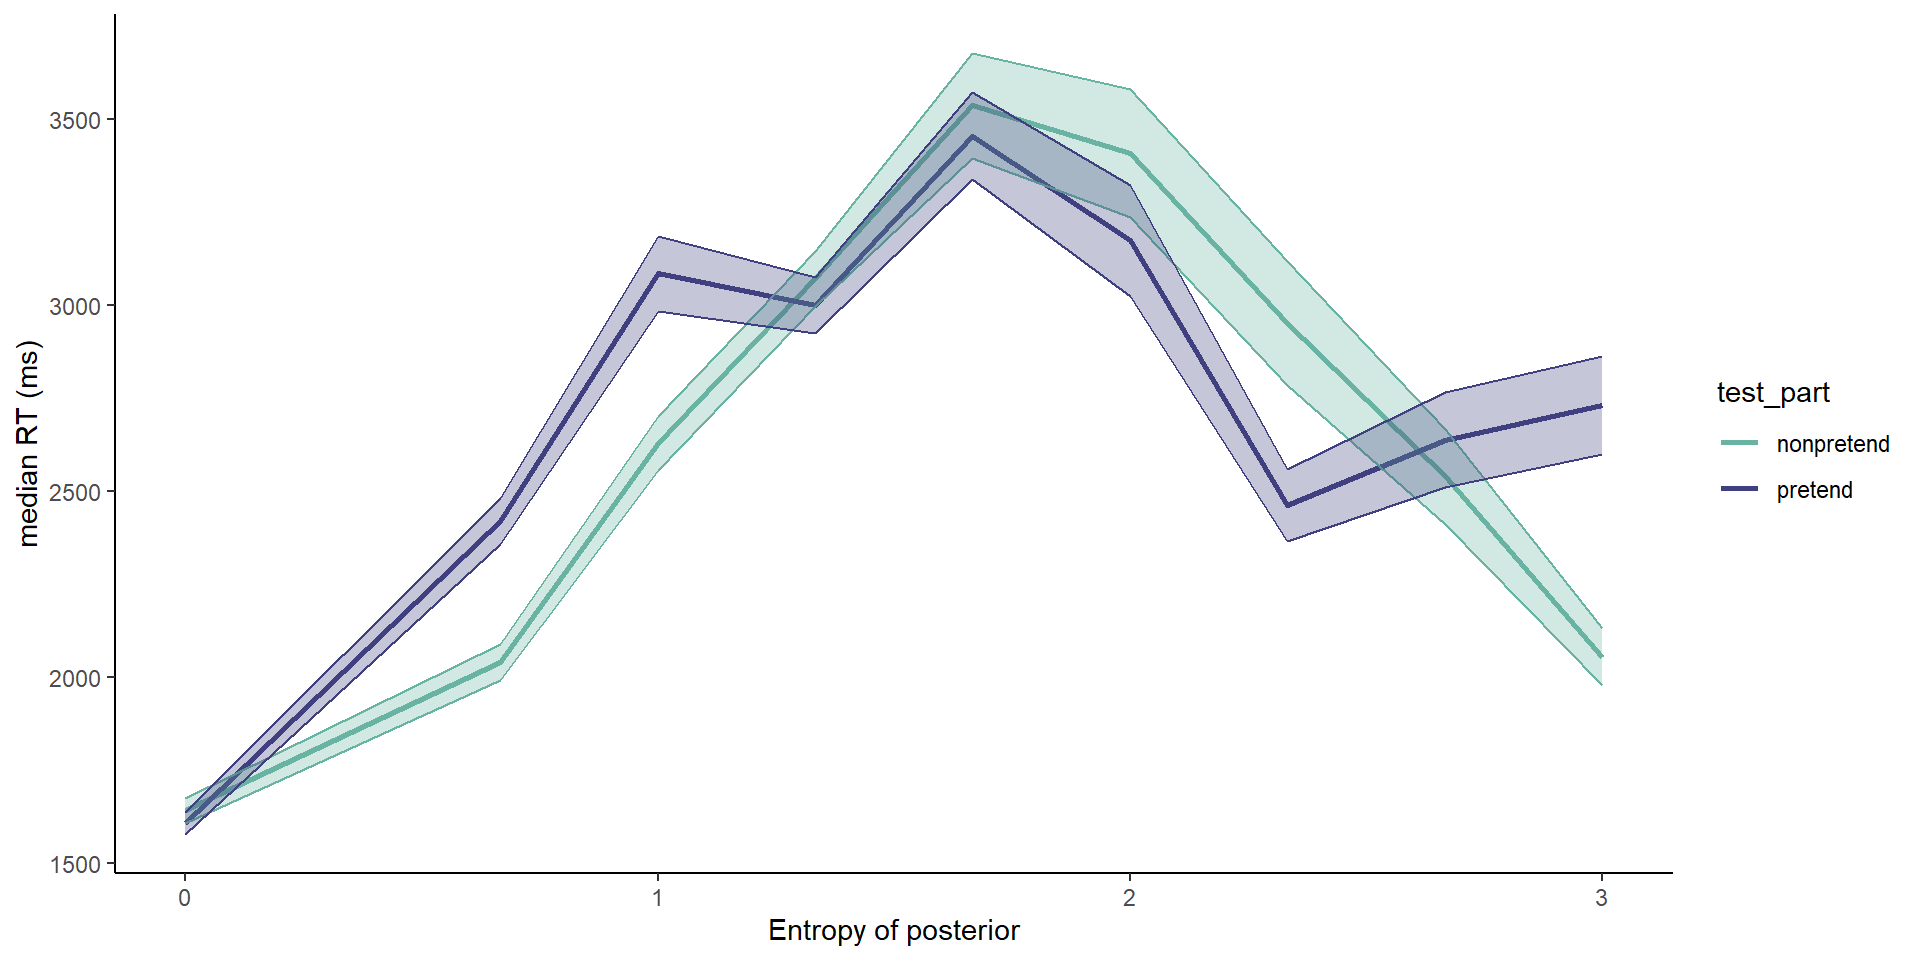 3500
3000
2500
2000
1500
0 1 2 3
Entropy of posterior
median RT (ms)
test_part
nonpretend
pretend